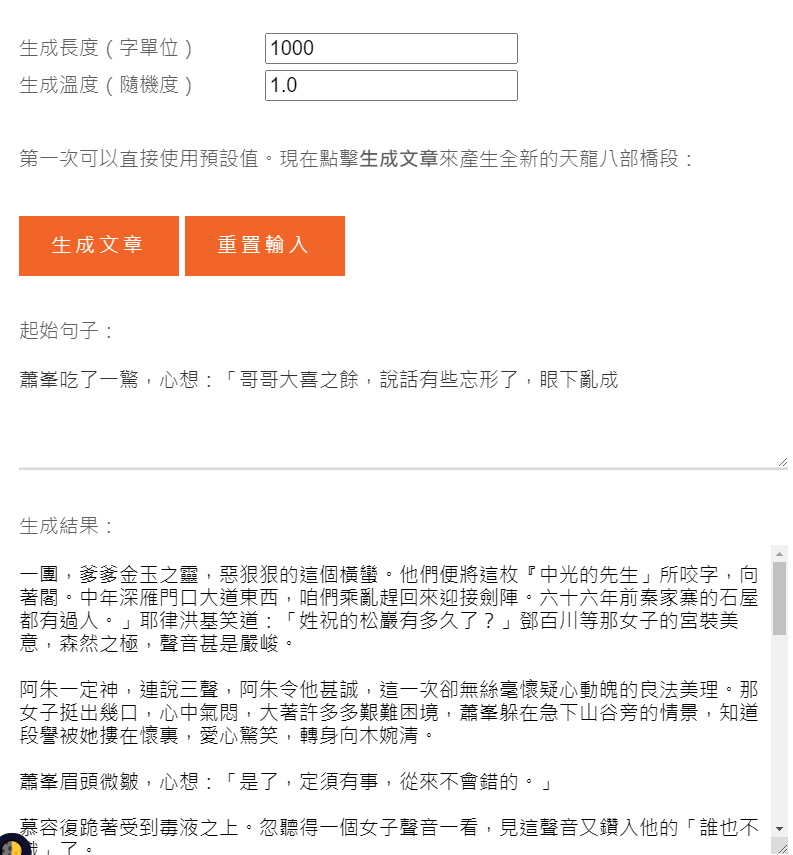 生成長度（字單位）
1000
生成溫度（隨機度）
1.0
第一次可以直接使用預設值。現在點擊生成文章來產生全新的天龍八部橋段：
生成文章
重置輸入
起始句子：
蕭峯吃了一驚，心想：「哥哥大喜之餘，說話有些忘形了，眼下亂成
生成結果：
一團，爹爹金玉之靈，惡狠狠的這個橫蠻。他們便將這枚『中光的先生」所咬字，向
著閣。中年深雁門口大道東西，咱們乘亂趕回來迎接劍陣。六十六年前秦家寨的石屋
都有過人。」耶律洪基笑道：「姓祝的松巖有多久了？」鄧百川等那女子的宮裝美
意，森然之極，聲音甚是嚴峻。
阿朱一定神，連說三聲，阿朱令他甚誠，這一次卻無絲毫懷疑心動魄的良法美理。那
女子挺出幾口，心中氣悶，大著許多多艱難困境，蕭峯躲在急下山谷旁的情景，知道
段譽被她摟在懷裏，愛心驚笑，轉身向木婉清。
蕭峯眉頭微皺，心想：「是了，定須有事，從來不會錯的。」
慕容復跪著受到毒液之上。忽聽得一個女子聲音一看，見這聲音又鑽入他的「誰也不
」了。